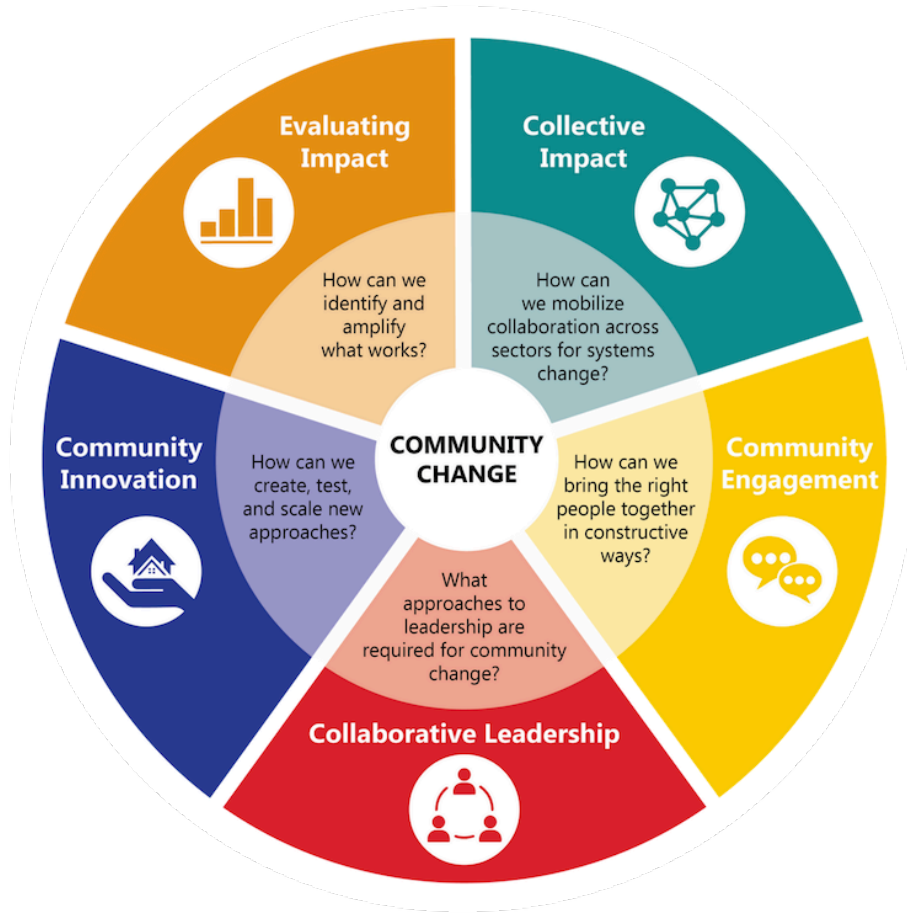 Evaluating
Impact
How can we
identify and
amplify
what works?
Collective
Impact
How can
we mobilize
collaboration across
sectors for systems
change?
Community
Innovation
How can we
create, test,
and scale new
approaches?
COMMUNITY
CHANGE
Community
Engagement
How can we
bring the right
people together
in constructive
ways?
What
approaches to
leadership are
required for community
change?
Collaborative Leadership